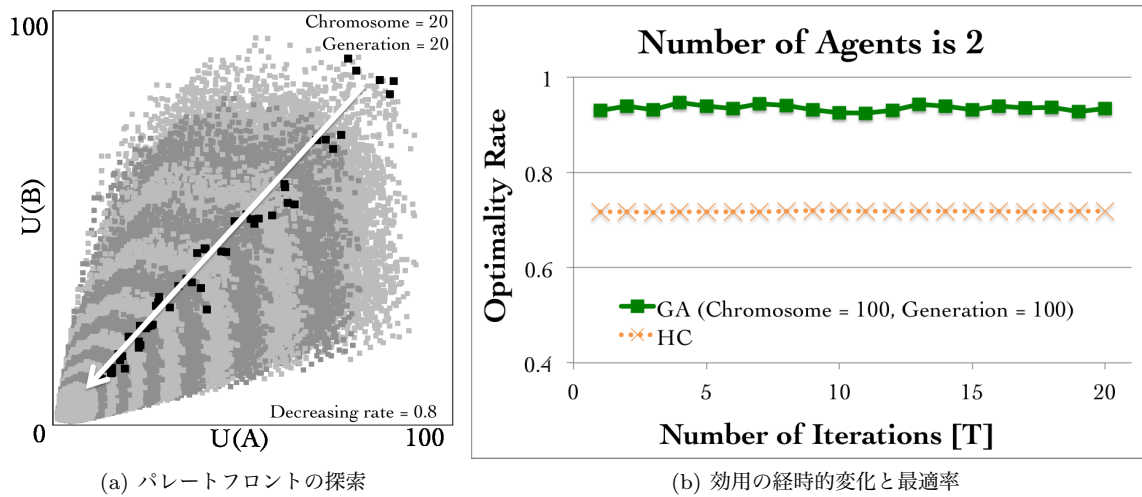 100
Chromosome = 20
Generation = 20
U(B)
Decreasing rate = 0.8
0
U(A)
100
(a) パレートフロントの探索
Number of Agents is 2
1
0.8
0.6
0.4
Optimality Rate
GA (Chromosome = 100, Generation = 100)
HC
0
5
10
15
20
Number of Iterations [T]
(b) 効用の経時的変化と最適率